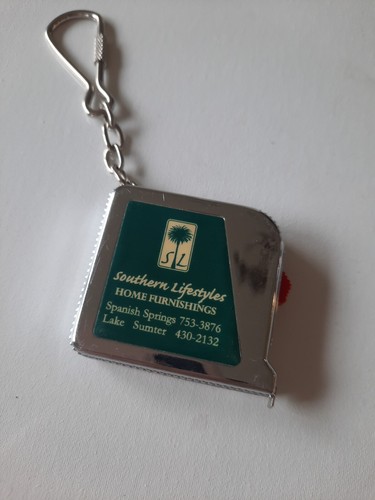 SL
Southern Lifestyles
HOME FURNISHINGS
Spanish Springs 753-3876
Lake Sumter 430-2132